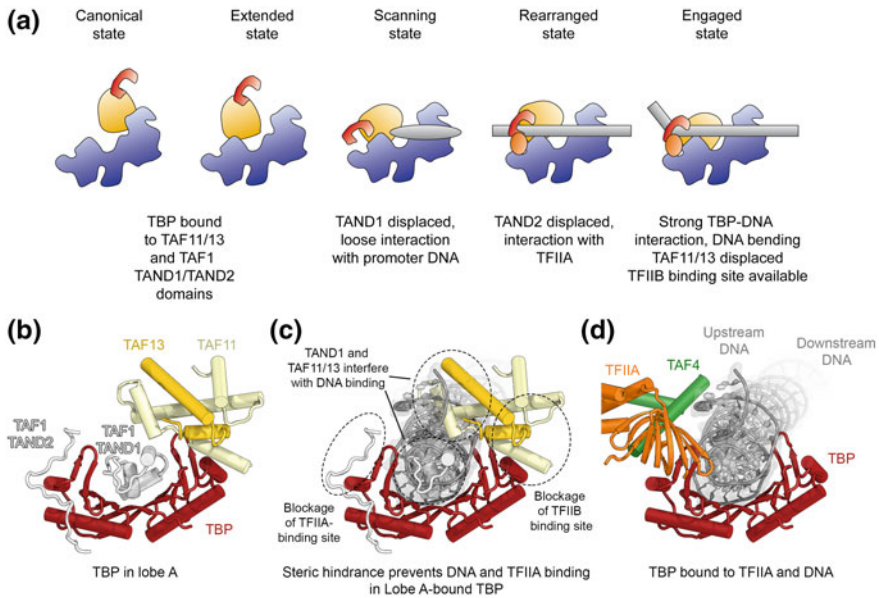 (a)
Canonical
state
Extended
state
Scanning
state
Rearranged
state
Engaged
state
TBP bound
to TAF11/13
and TAF1
TAND1/TAND2
domains
TAND1 displaced,
loose interaction
with promoter DNA
TAND2 displaced,
interaction with
TFIIA
Strong TBP-DNA
interaction, DNA bending
TAF11/13 displaced
TFIIB binding site available
(b)
TAF13
TAF11
TAF1
TAND2
TAF1
TAND1
TBP
TBP in lobe A
(c)
TAND1 and
TAF11/13 interfere
with DNA binding
Blockage
of TFIIA-
binding site
Blockage
of TFIIB
binding site
Steric hindrance prevents DNA and TFIIA binding
in Lobe A-bound TBP
(d)
Upstream
DNA
Downstream
DNA
TFIIA
TAF4
TBP
TBP bound to TFIIA and DNA